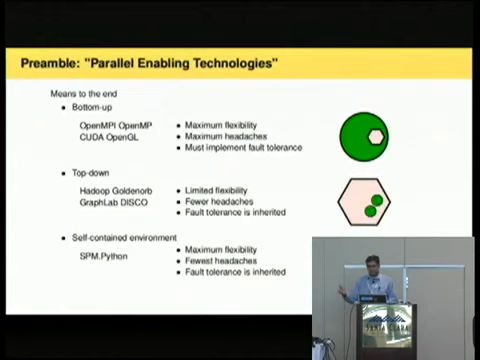 Preamble: "Parallel Enabling Technologies"
Means to the end
Bottom-up
OpenMPI OpenMP
CUDA OpenGL
Maximum flexibility
Maximum headaches
Must implement fault tolerance
Top-down
Hadoop Goldenorb
GraphLab DISCO
Limited flexibility
Fewer headaches
Fault tolerance is inherited
Self-contained environment
SPM.Python
Maximum flexibility
Fewest headaches
Fault tolerance is inherited
SANTA CLARA